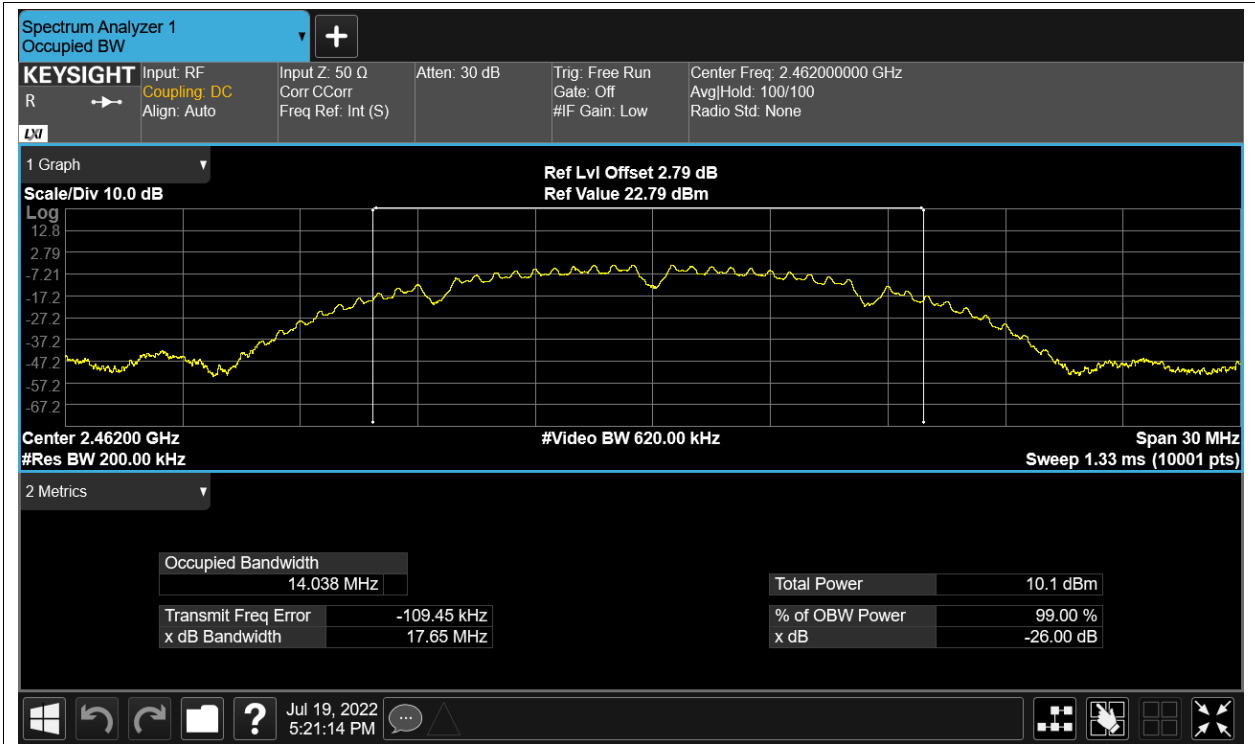 Spectrum Analyzer 1
Occupied BW
KEYSIGHT
R
LXI
Input: RF
Coupling: DC
Align: Auto
Input Z: 50 Ω
Corr CCorr
Freq Ref: Int (S)
Atten: 30 dB
Trig: Free Run
Gate: Off
#IF Gain: Low
Center Freq: 2.462000000 GHz
Avg|Hold: 100/100
Radio Std: None
1 Graph
Scale/Div 10.0 dB
Ref Lvl Offset 2.79 dB
Ref Value 22.79 dBm
Log
12.8
2.79
-7.21
-17.2
-27.2
-37.2
-47.2
-57.2
-67.2
Center 2.46200 GHz
#Res BW 200.00 kHz
#Video BW 620.00 kHz
Span 30 MHz
Sweep 1.33 ms (10001 pts)
2 Metrics
Occupied Bandwidth
14.038 MHz
Transmit Freq Error -109.45 kHz
x dB Bandwidth 17.65 MHz
Total Power 10.1 dBm
% of OBW Power 99.00 %
x dB -26.00 dB
?
Jul 19, 2022
5:21:14 PM